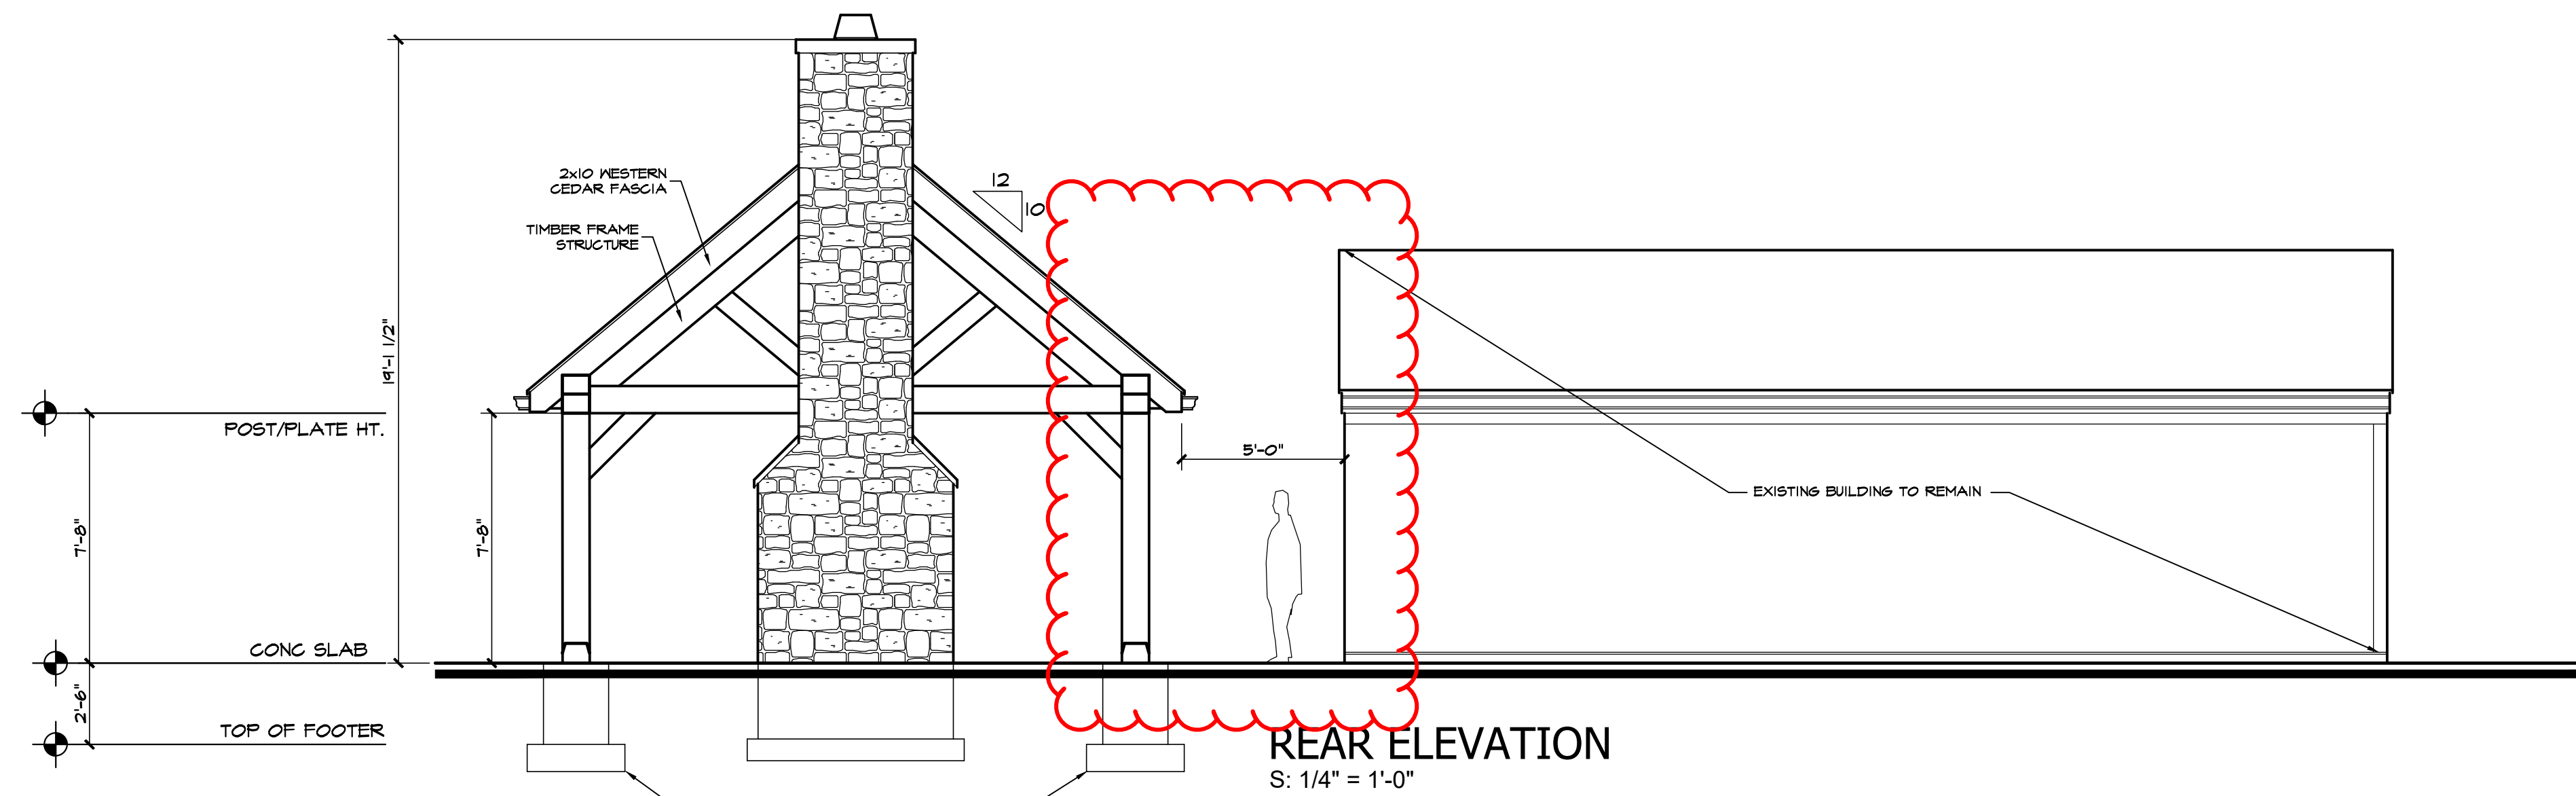 2x10 WESTERN
CEDAR FASCIA
TIMBER FRAME
STRUCTURE
12
10
19'-1 1/2"
POST/PLATE HT.
7'-8"
7'-8"
5'-0"
EXISTING BUILDING TO REMAIN
CONC SLAB
2'-6"
TOP OF FOOTER
REAR ELEVATION
S: 1/4" = 1'-0"